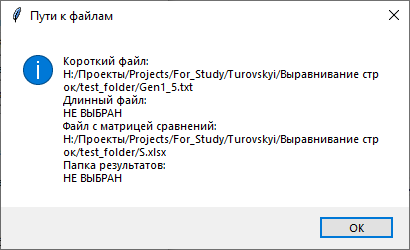 Пути к файлам
Короткий файл:
H:/Проекты/Projects/For_Study/Turovskyi/Выравнивание стр
ок/test_folder/Gen1_5.txt
Длинный файл:
НЕ ВЫБРАН
Файл с матрицей сравнений:
H:/Проекты/Projects/For_Study/Turovskyi/Выравнивание стр
ок/test_folder/S.xlsx
Папка результатов:
НЕ ВЫБРАН
ОК